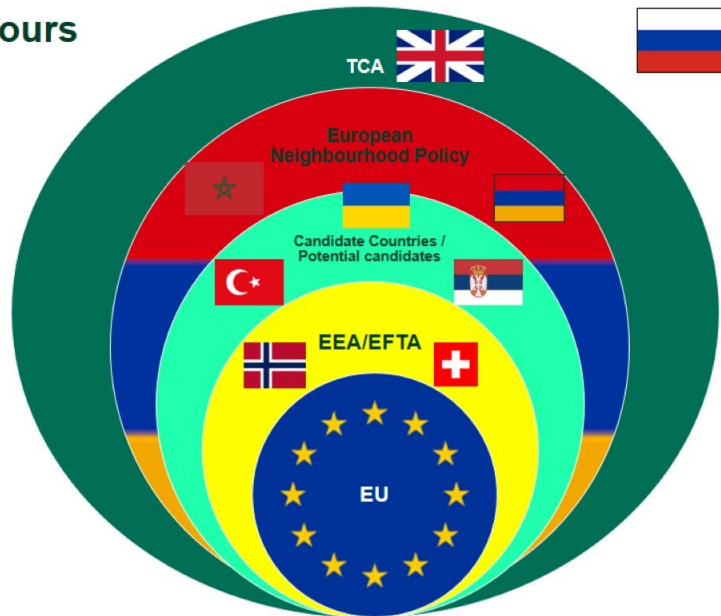 ours
TCA
European
Neighbourhood Policy
Candidate Countries /
Potential candidates
EEA/EFTA
EU